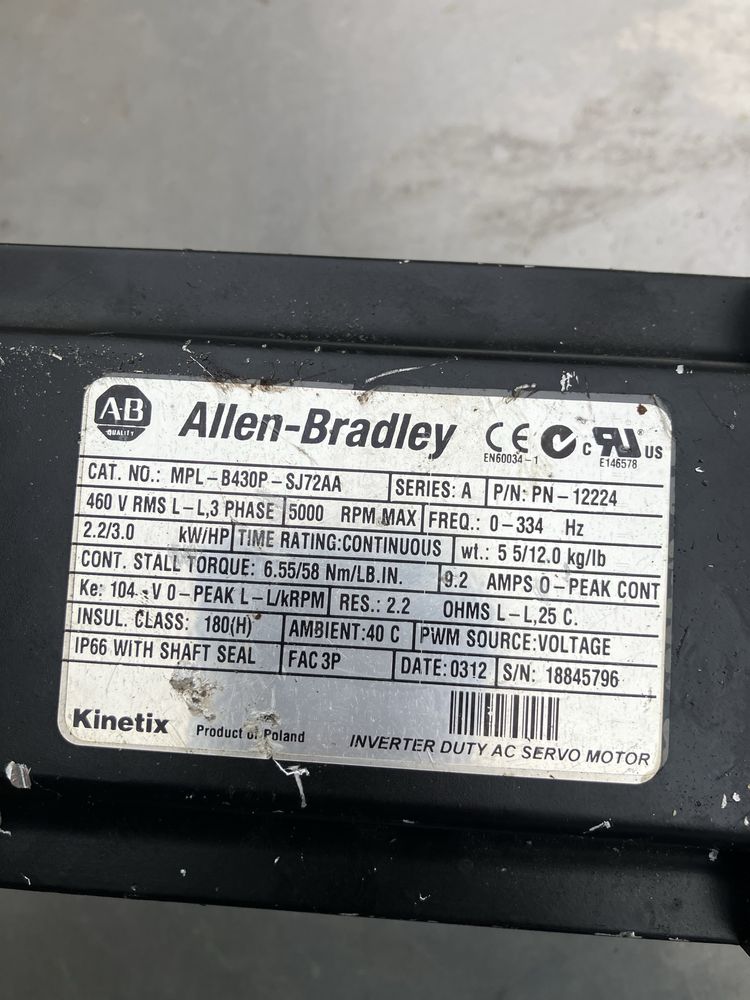 A-B
QUALITY
Allen-Bradley
CE
EN60034-1
c RU US
E146578
CAT. NO.: MPL-B430P-SJ72AA SERIES: A P/N: PN-12224
460 V RMS L-L,3 PHASE 5000 RPM MAX FREQ.: 0-334 Hz
2.2/3.0 kW/HP TIME RATING:CONTINUOUS wt.: 5 5/12.0 kg/lb
CONT. STALL TORQUE: 6.55/58 Nm/LB.IN. 9.2 AMPS 0-PEAK CONT
Ke: 104 V 0-PEAK L-L/kRPM RES.: 2.2 OHMS L-L,25 C.
INSUL. CLASS: 180(H) AMBIENT:40 C PWM SOURCE:VOLTAGE
IP66 WITH SHAFT SEAL FAC 3P DATE: 0312 S/N: 18845796
Kinetix Product of Poland INVERTER DUTY AC SERVO MOTOR